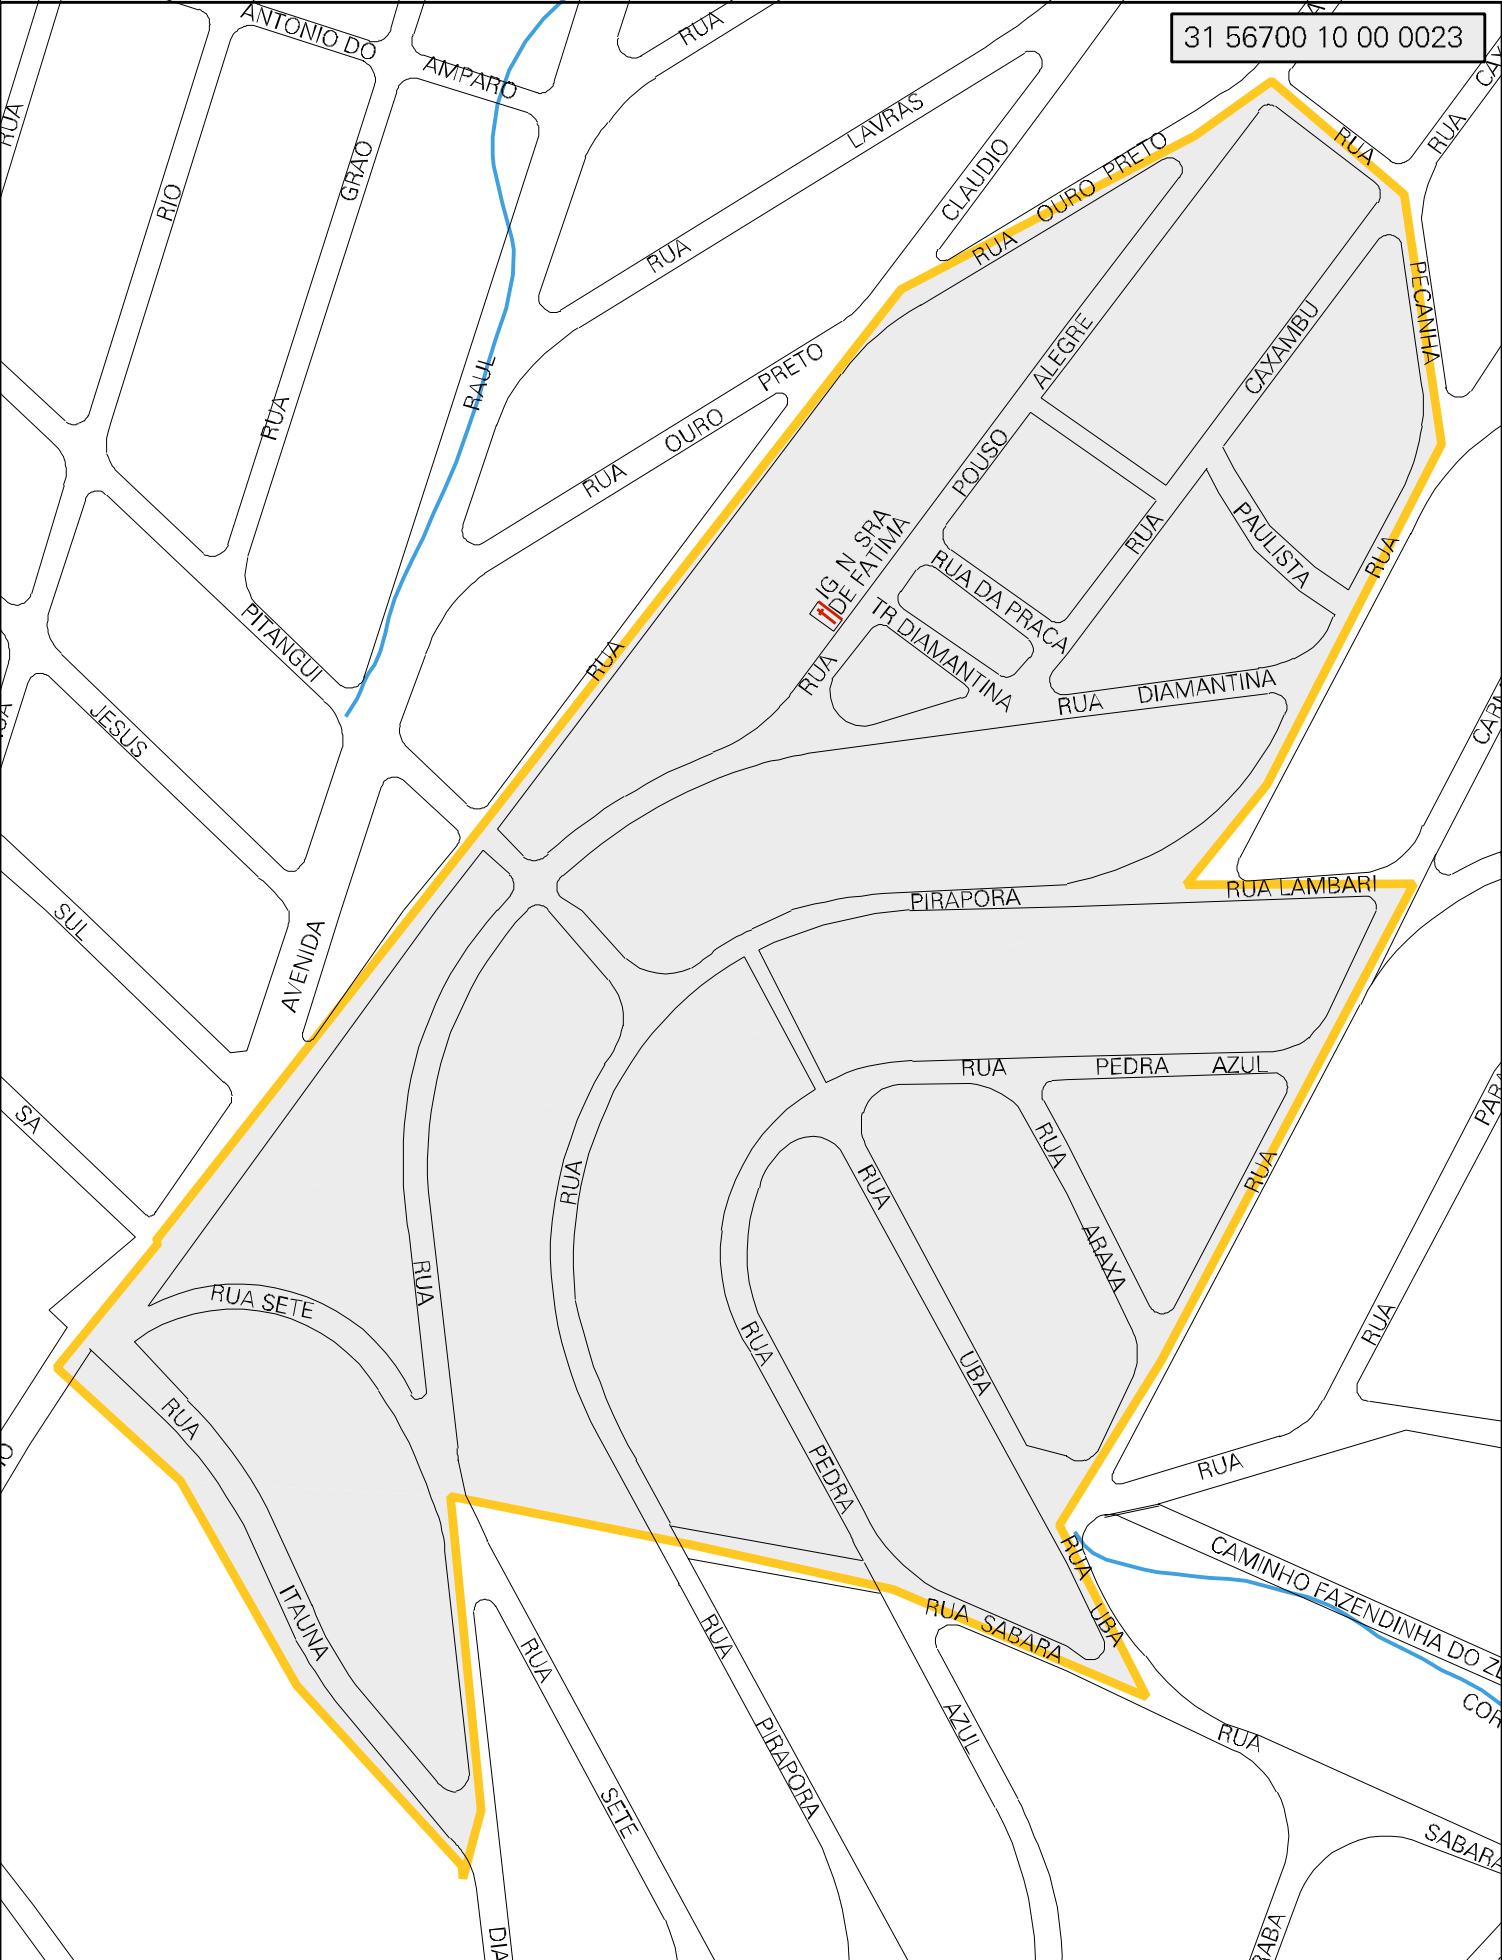 31 56700 10 00 0023
ANTONIO DO
AMPARO
RUA
RUA
RIO
GRAO
RUA
RAUL
LAVRAS
RUA
CLAUDIO
RUA OURO PRETO
RUA
PECANHA
RUA
RUA OURO PRETO
ALEGRE
POUSO
RUA
CAXAMBU
RUA
PAULISTA
RUA
IG N SRA
DE FATIMA
RUA DA PRACA
TR DIAMANTINA
RUA DIAMANTINA
RUA
PITANGUI
JESUS
SUL
SA
AVENIDA
PIRAPORA
RUA LAMBARI
RUA PEDRA AZUL
RUA
RUA
ARAXA
RUA
UBA
RUA
RUA
RUA
RUA SETE
RUA
ITAUNA
RUA
PEDRA
AZUL
RUA
RUA
CAMINHO FAZENDINHA DO
RUA UBA
RUA SABARA
RUA
PIRAPORA
RUA
SETE
RUA
SABARA